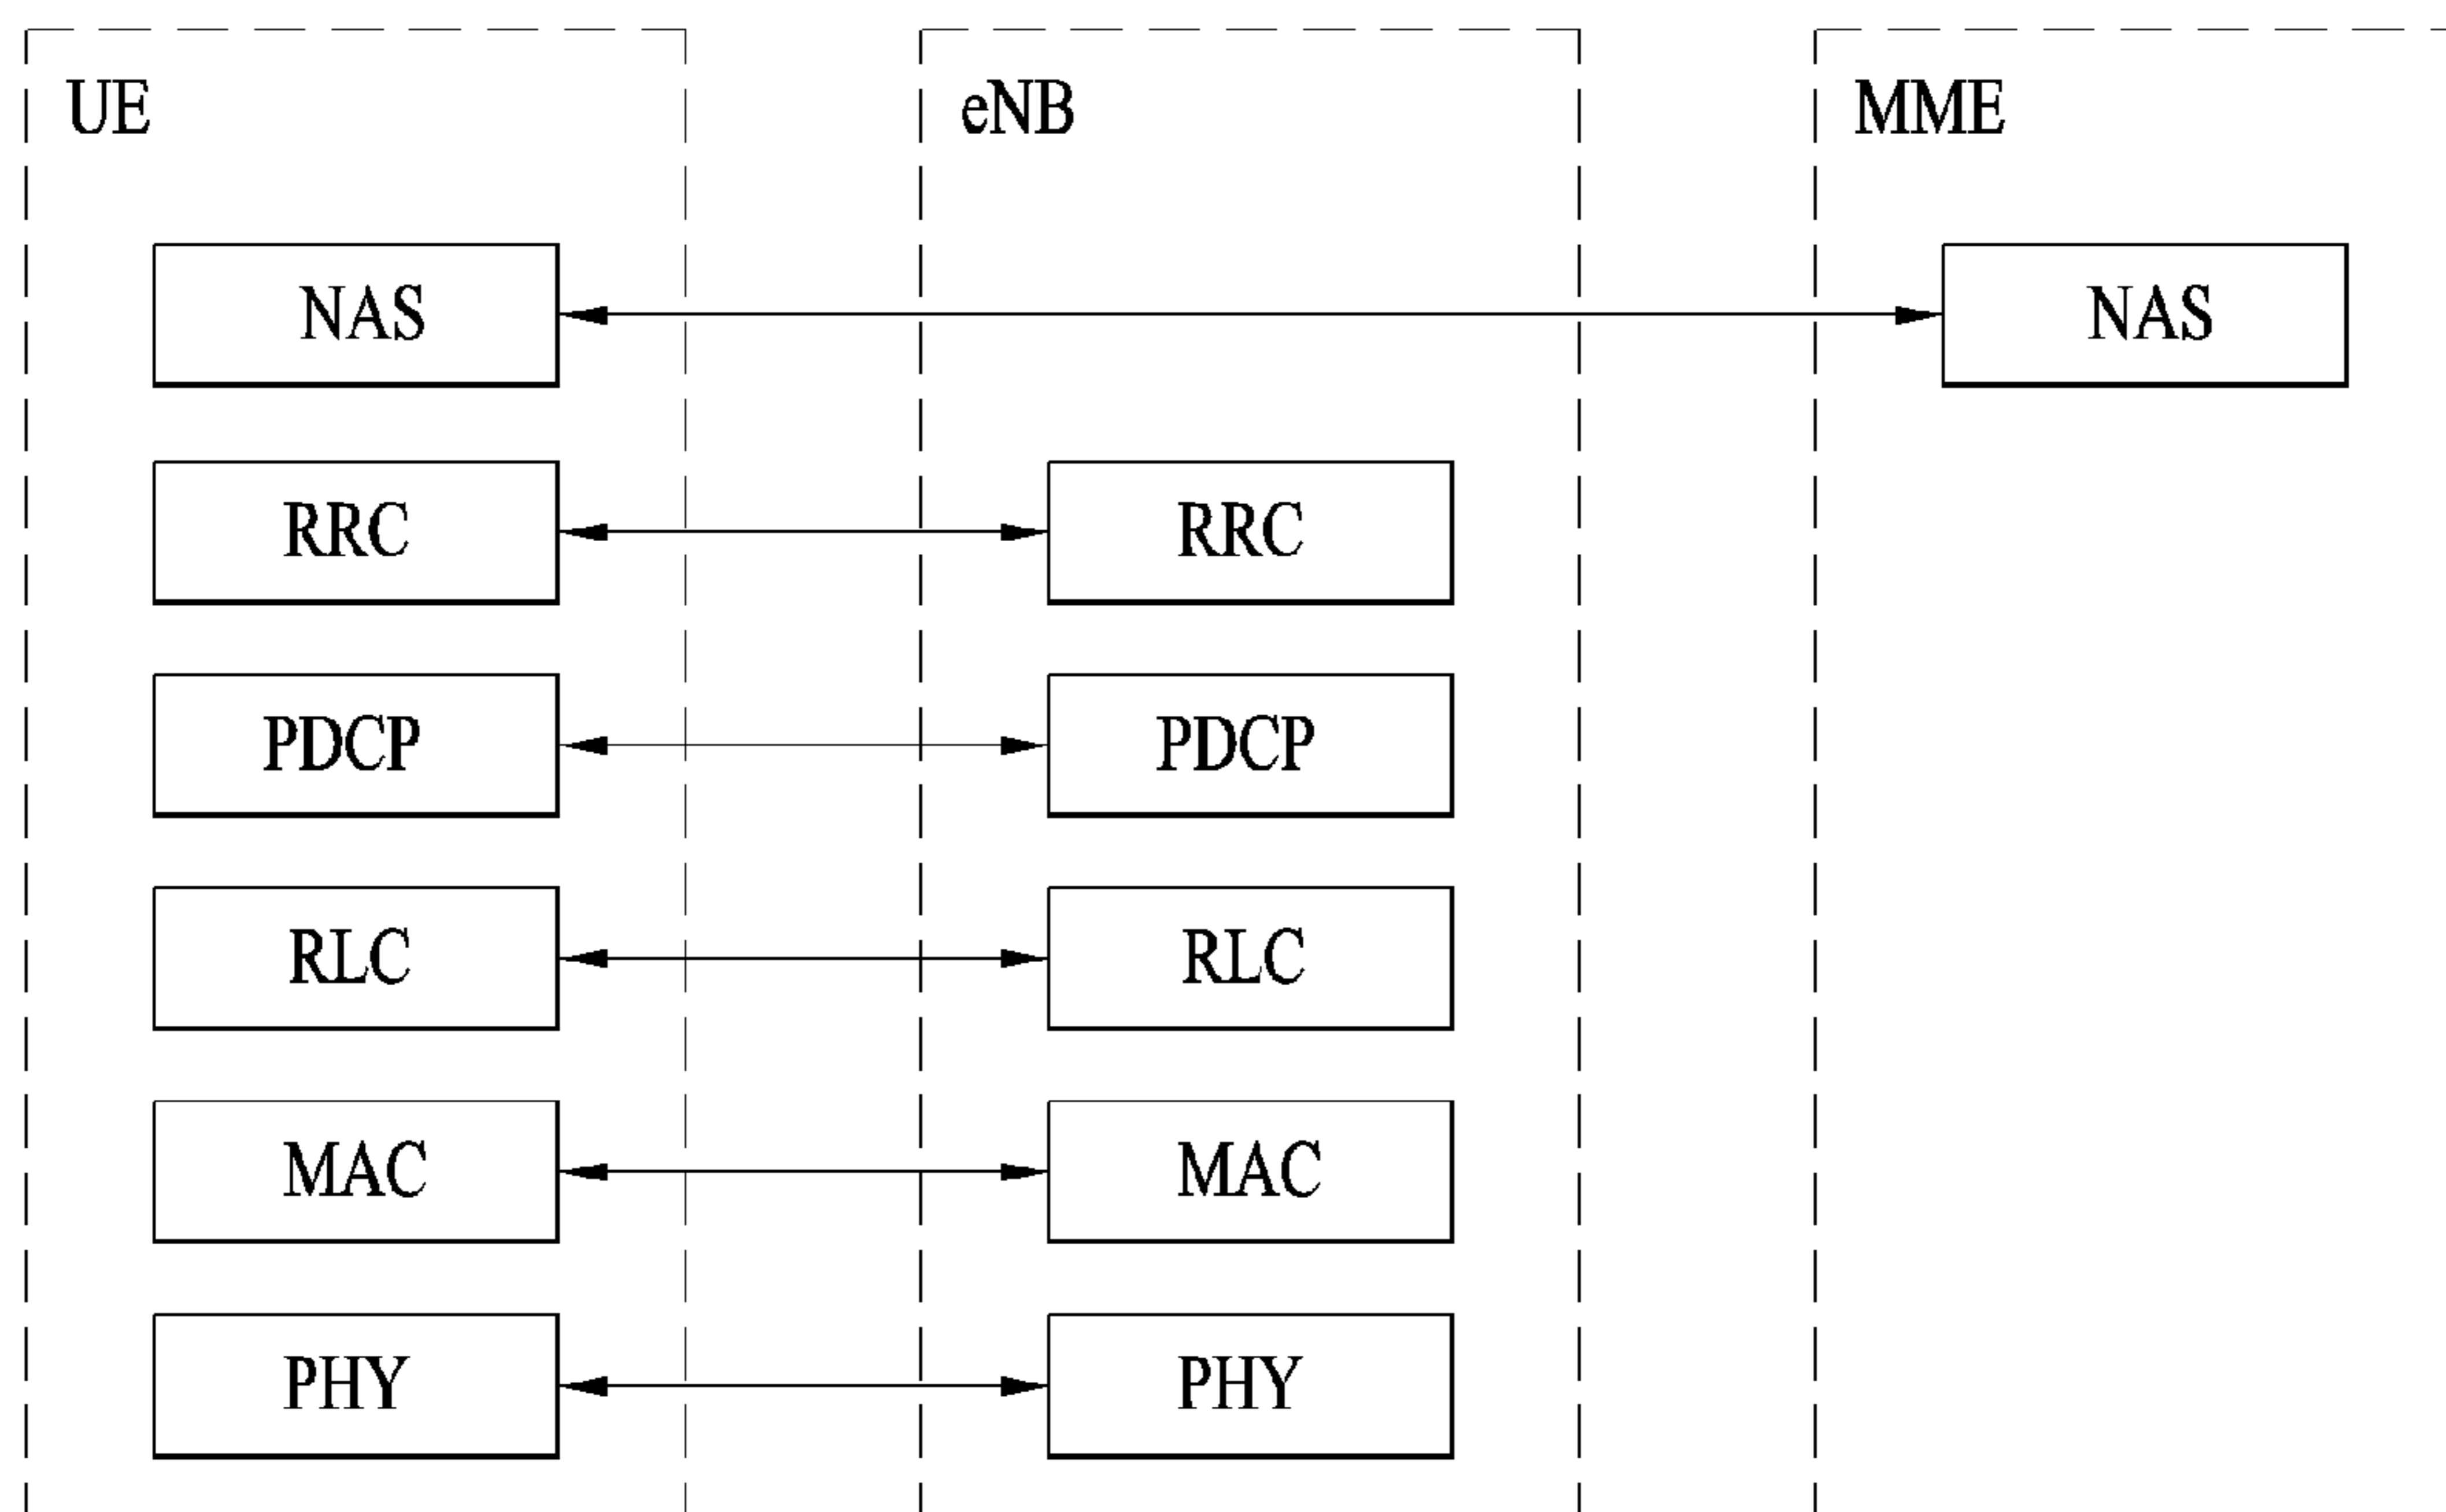 UE eNB MME
NAS NAS
RRC RRC
PDCP PDCP
RLC RLC
MAC MAC
PHY PHY